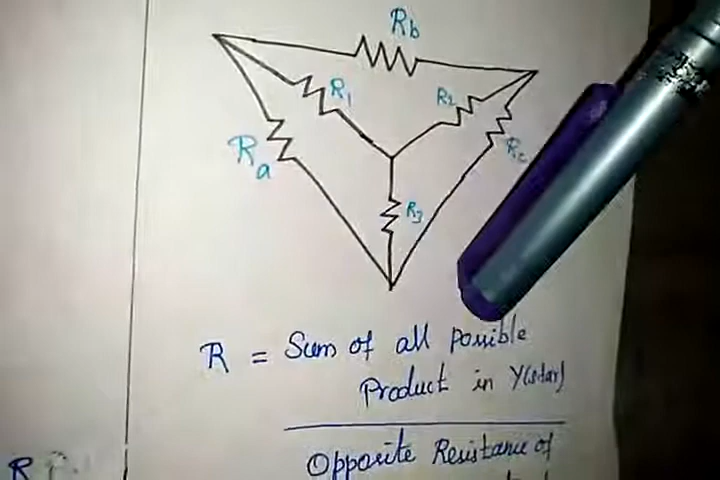 Rb
R1
R2
Ra
Rc
R3
R = Sum of all possible
Product in Y(star)
Opposite Resistance of
R